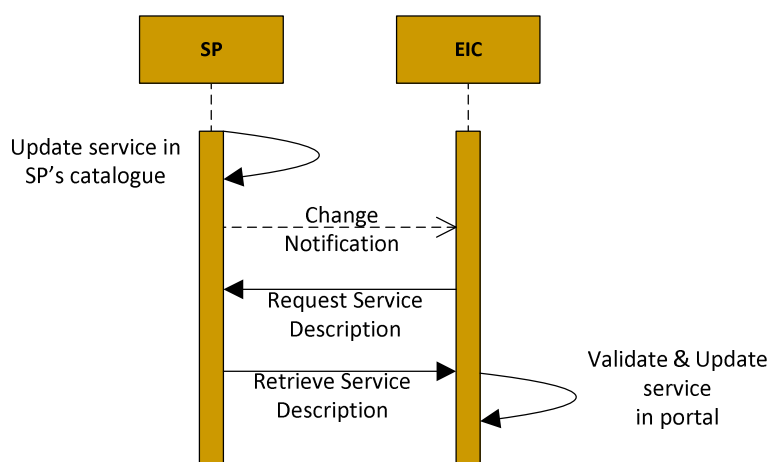 SP
EIC
Update service in
SP's catalogue
Change
Notification
Request Service
Description
Retrieve Service
Description
Validate & Update
service
in portal